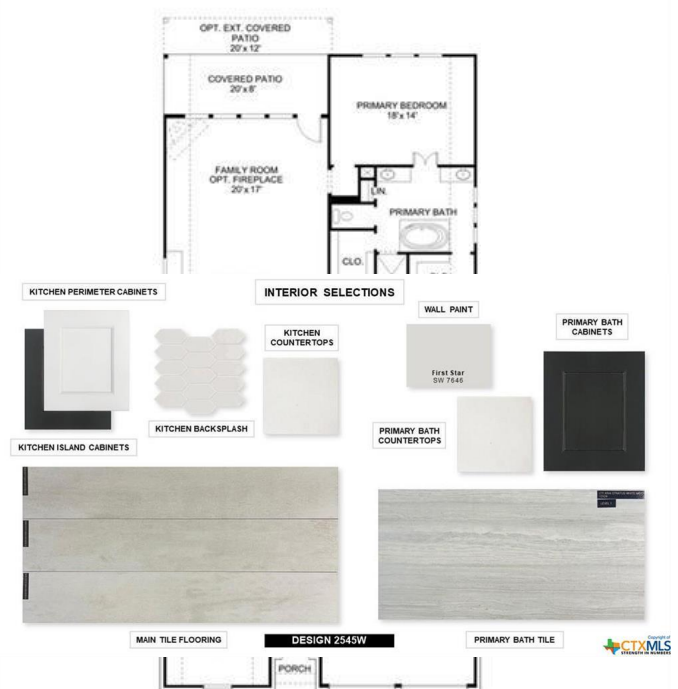 OPT. EXT. COVERED
PATIO
20'x 12'
COVERED PATIO
20'x 8'
PRIMARY BEDROOM
18'x 14'
FAMILY ROOM
OPT. FIREPLACE
20'x 17'
LIN.
PRIMARY BATH
CLO.
INTERIOR SELECTIONS
KITCHEN PERIMETER CABINETS
WALL PAINT
KITCHEN
COUNTERTOPS
PRIMARY BATH
CABINETS
First Star
SW 7646
KITCHEN BACKSPLASH
PRIMARY BATH
COUNTERTOPS
KITCHEN ISLAND CABINETS
MAIN TILE FLOORING
DESIGN 2545W
PRIMARY BATH TILE
Copyright of
CTXMLS
STRENGTH IN NUMBERS
PORCH